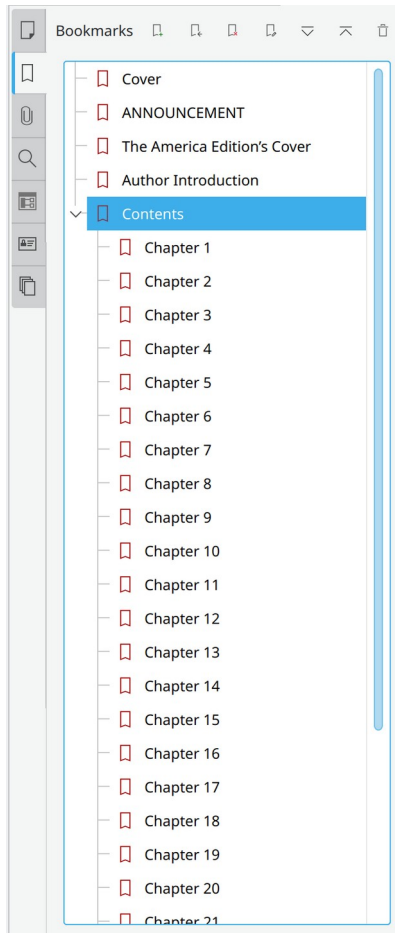 Bookmarks
Cover
ANNOUNCEMENT
The America Edition's Cover
Author Introduction
Contents
Chapter 1
Chapter 2
Chapter 3
Chapter 4
Chapter 5
Chapter 6
Chapter 7
Chapter 8
Chapter 9
Chapter 10
Chapter 11
Chapter 12
Chapter 13
Chapter 14
Chapter 15
Chapter 16
Chapter 17
Chapter 18
Chapter 19
Chapter 20
Chapter 21